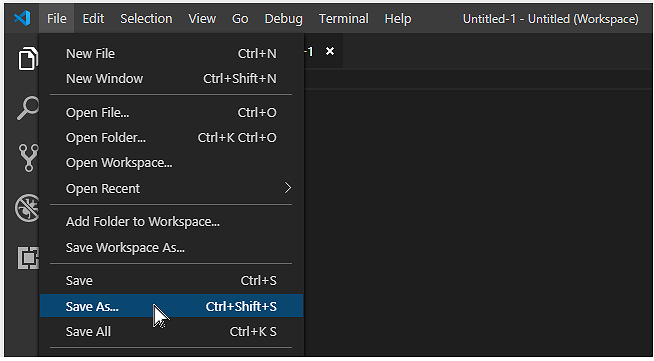 File Edit Selection View Go Debug Terminal Help Untitled-1 - Untitled (Workspace)
-1 ×
New File Ctrl+N
New Window Ctrl+Shift+N
Open File... Ctrl+O
Open Folder... Ctrl+K Ctrl+O
Open Workspace...
Open Recent
Add Folder to Workspace...
Save Workspace As...
Save Ctrl+S
Save As... Ctrl+Shift+S
Save All Ctrl+K S